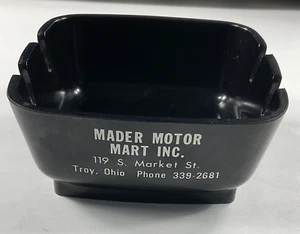 MADER MOTOR
MART INC.
119 S. Market St.
Troy, Ohio Phone 339-2681